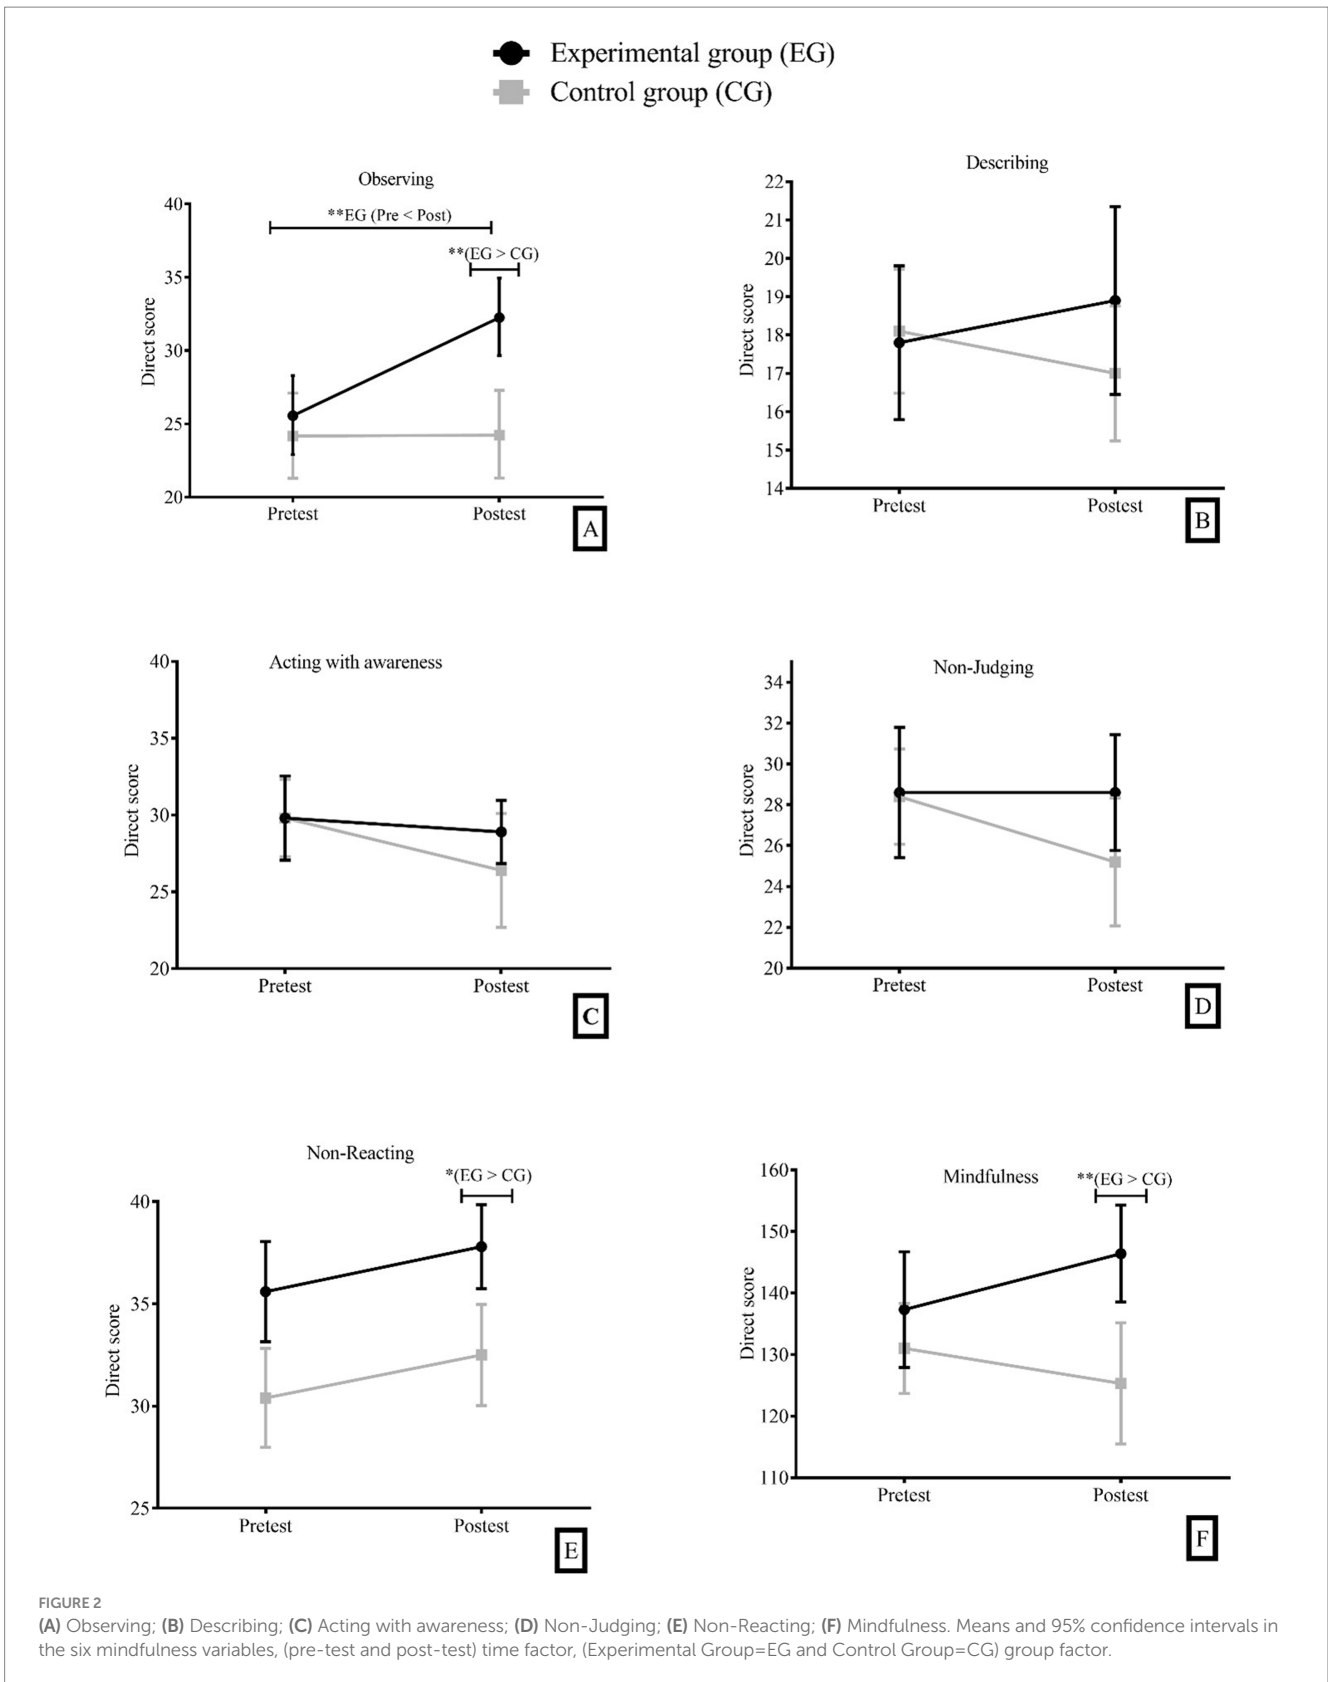 Experimental group (EG)
Control group (CG)
Observing
**EG (Pre < Post)
**(EG > CG)
Direct score
40
35
30
25
20
Pretest
Postest
A
Describing
Direct score
22
21
20
19
18
17
16
15
14
Pretest
Postest
B
Acting with awareness
Direct score
40
35
30
25
20
Pretest
Postest
C
Non-Judging
Direct score
34
32
30
28
26
24
22
20
Pretest
Postest
D
Non-Reacting
*(EG > CG)
Direct score
40
35
30
25
Pretest
Postest
E
Mindfulness
**(EG > CG)
Direct score
160
150
140
130
120
110
Pretest
Postest
F
FIGURE 2
(A) Observing; (B) Describing; (C) Acting with awareness; (D) Non-Judging; (E) Non-Reacting; (F) Mindfulness. Means and 95% confidence intervals in
the six mindfulness variables, (pre-test and post-test) time factor, (Experimental Group=EG and Control Group=CG) group factor.